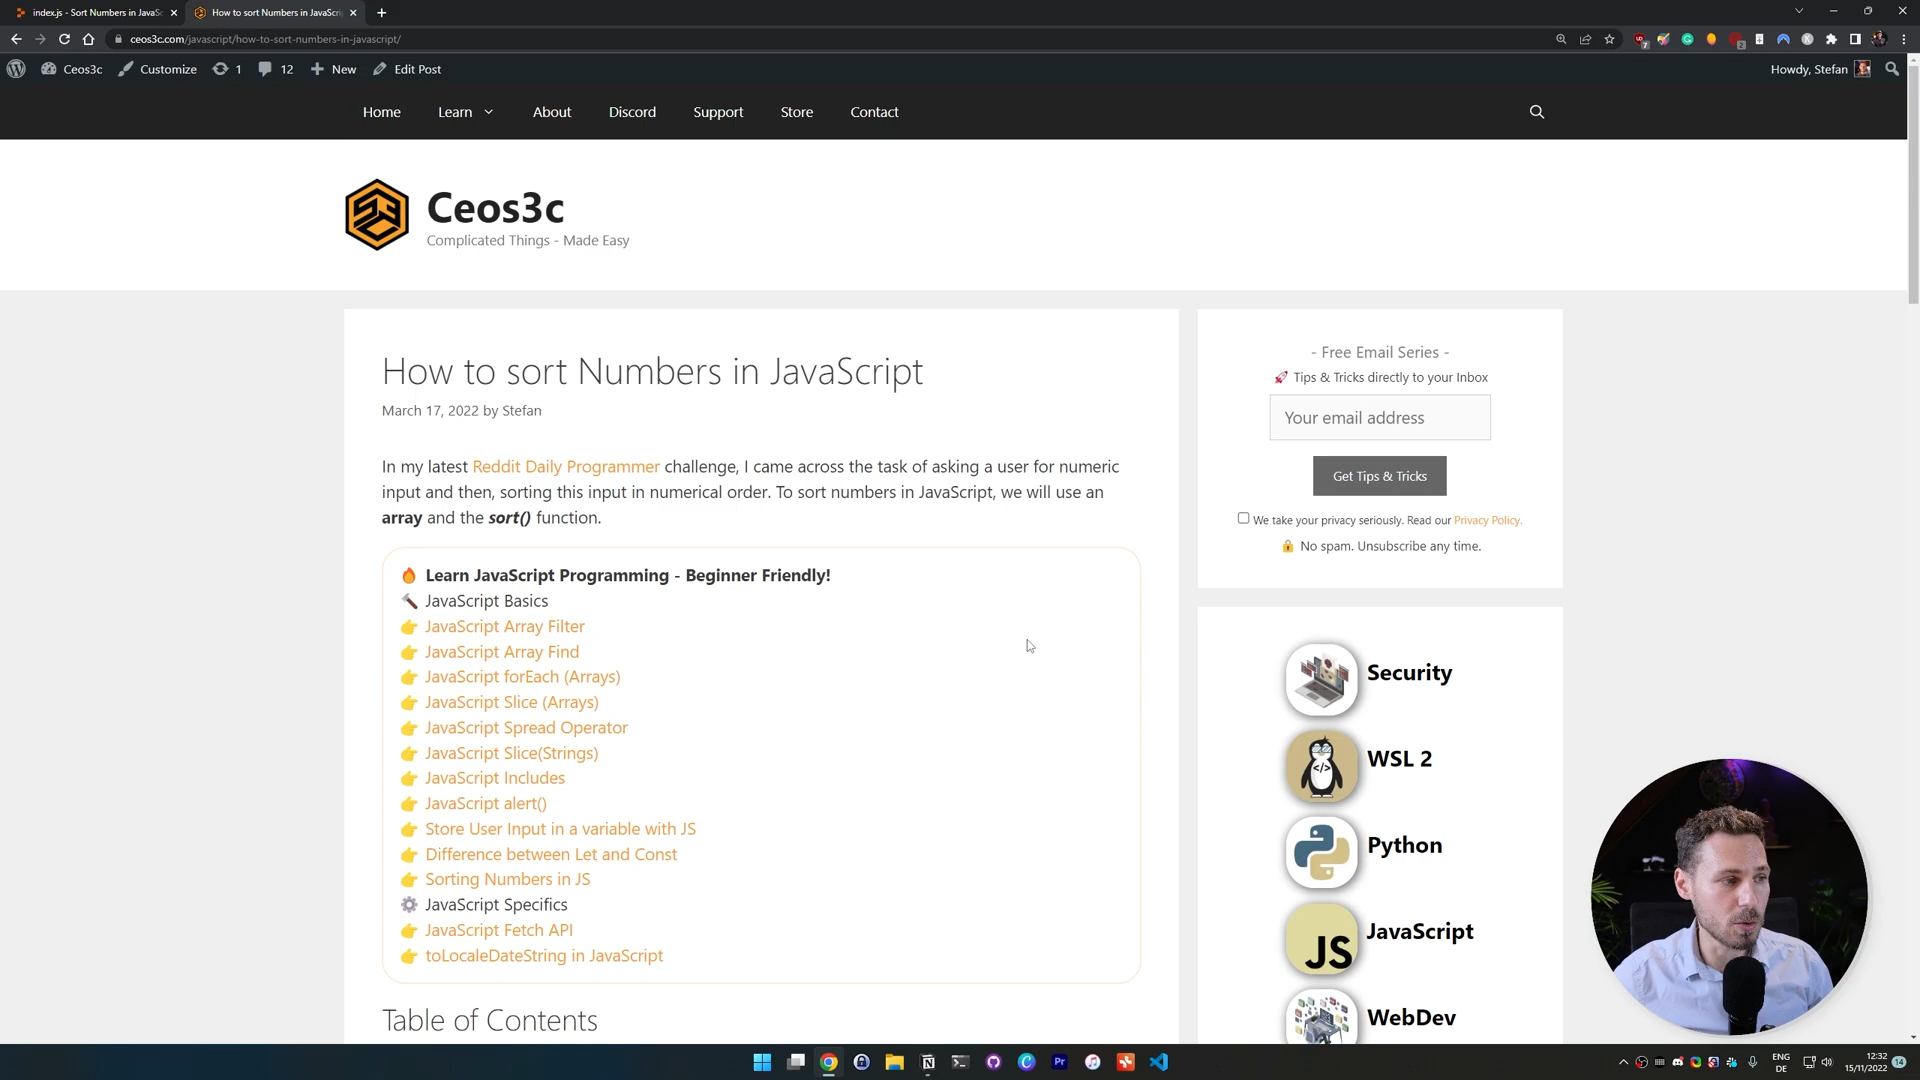 index.js - Sort Numbers in JavaSc
How to sort Numbers in JavaScrip
ceos3c.com/javascript/how-to-sort-numbers-in-javascript/
Ceos3c
Customize
1
12
New
Edit Post
Howdy, Stefan
Home
Learn
About
Discord
Support
Store
Contact
Ceos3c
Complicated Things - Made Easy
How to sort Numbers in JavaScript
March 17, 2022 by Stefan
In my latest Reddit Daily Programmer challenge, I came across the task of asking a user for numeric
input and then, sorting this input in numerical order. To sort numbers in JavaScript, we will use an
array and the sort() function.
Learn JavaScript Programming - Beginner Friendly!
JavaScript Basics
JavaScript Array Filter
JavaScript Array Find
JavaScript forEach (Arrays)
JavaScript Slice (Arrays)
JavaScript Spread Operator
JavaScript Slice(Strings)
JavaScript Includes
JavaScript alert()
Store User Input in a variable with JS
Difference between Let and Const
Sorting Numbers in JS
JavaScript Specifics
JavaScript Fetch API
toLocaleDateString in JavaScript
Table of Contents
- Free Email Series -
Tips & Tricks directly to your Inbox
Your email address
Get Tips & Tricks
We take your privacy seriously. Read our Privacy Policy.
No spam. Unsubscribe any time.
Security
WSL 2
Python
JS
JavaScript
WebDev
Pr
ENG
DE
12:32
15/11/2022
14